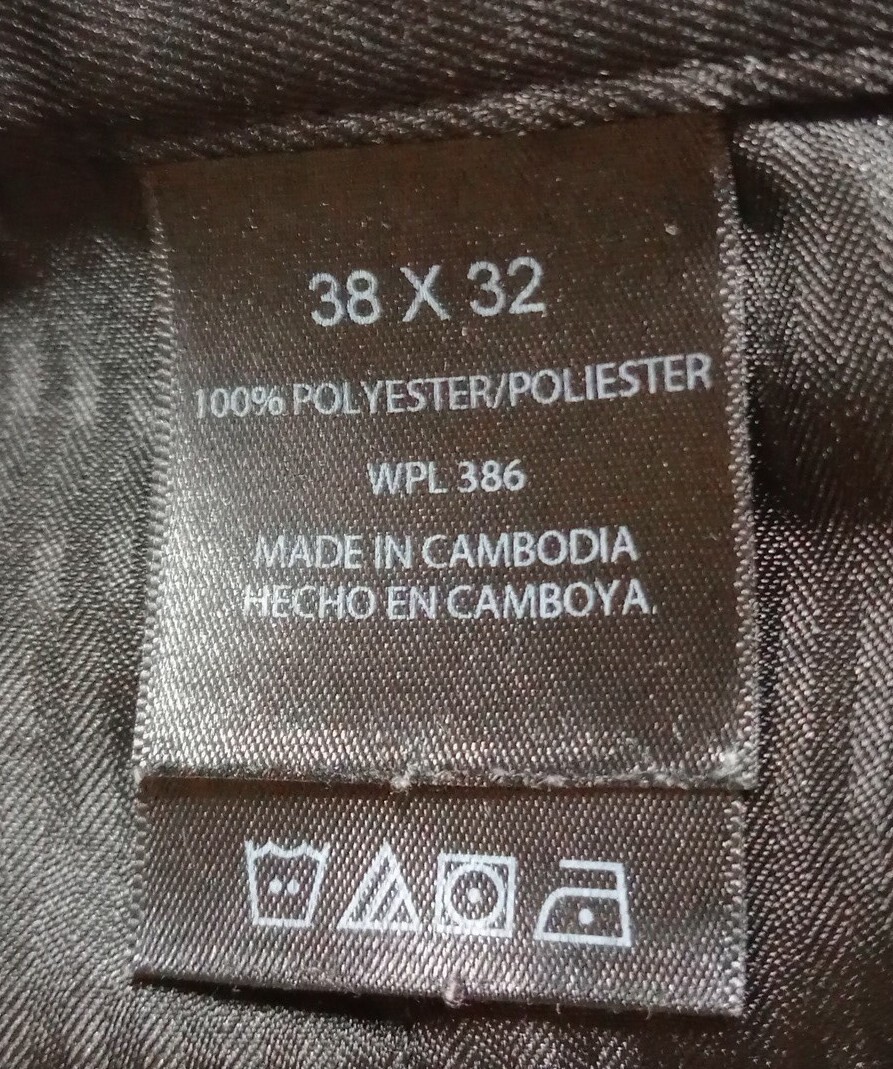 38 X 32
100% POLYESTER/POLIESTER
WPL 386
MADE IN CAMBODIA
HECHO EN CAMBOYA